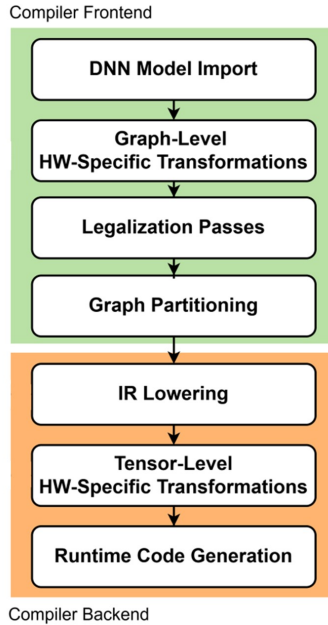 Compiler Frontend
DNN Model Import
Graph-Level
HW-Specific Transformations
Legalization Passes
Graph Partitioning
IR Lowering
Tensor-Level
HW-Specific Transformations
Runtime Code Generation
Compiler Backend